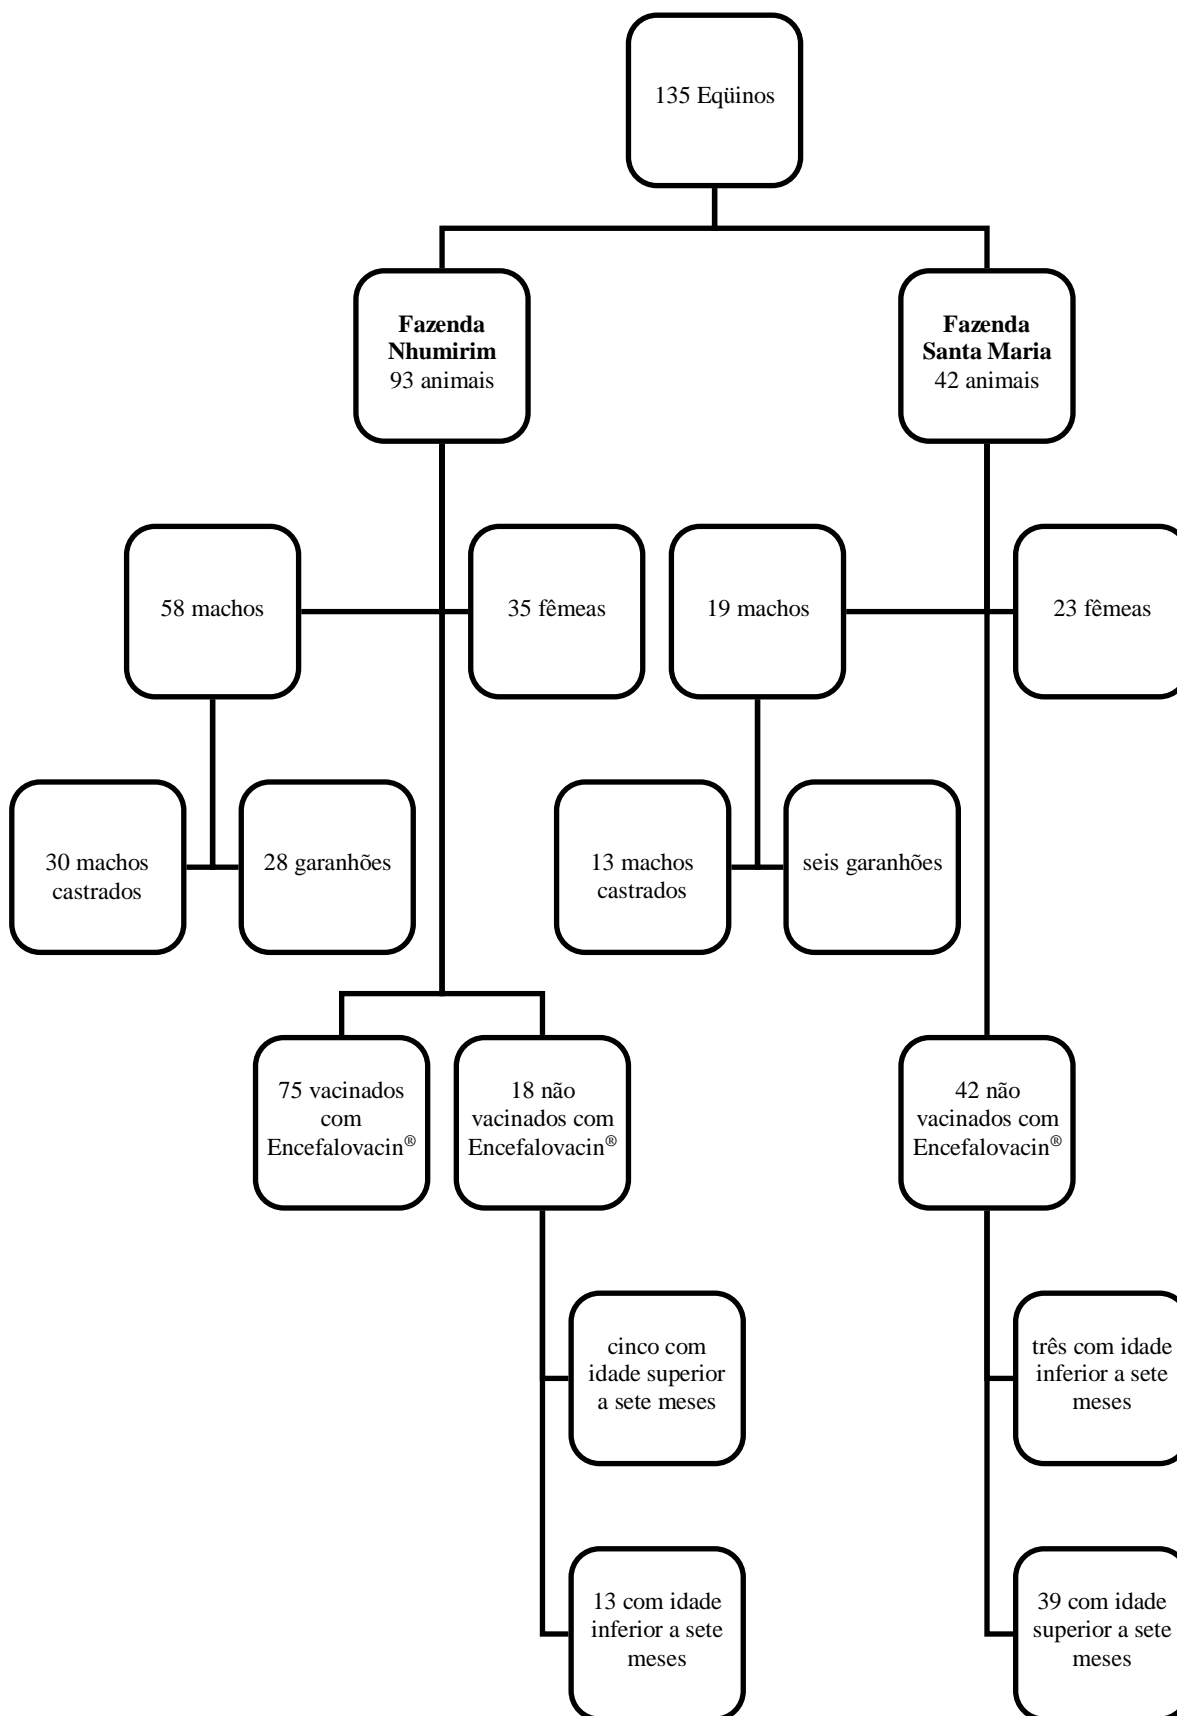 135 Eqüinos
Fazenda
Nhumirim
93 animais
Fazenda
Santa Maria
42 animais
58 machos
35 fêmeas
19 machos
23 fêmeas
30 machos
castrados
28 garanhões
13 machos
castrados
seis garanhões
75 vacinados
com
Encefalovacin®
18 não
vacinados com
Encefalovacin®
42 não
vacinados com
Encefalovacin®
cinco com
idade superior
a sete meses
três com idade
inferior a sete
meses
13 com idade
inferior a sete
meses
39 com idade
superior a sete
meses